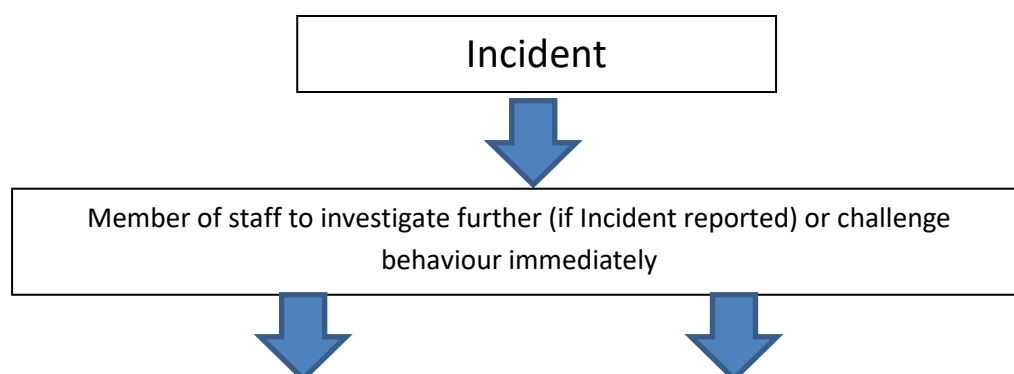 Incident
Member of staff to investigate further (if Incident reported) or challenge
behaviour immediately